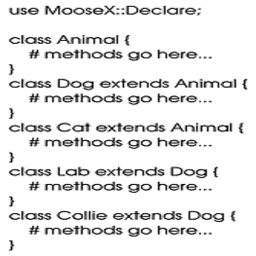 use MooseX::Declare;

class Animal {
    # methods go here...
}
class Dog extends Animal {
    # methods go here...
}
class Cat extends Animal {
    # methods go here...
}
class Lab extends Dog {
    # methods go here...
}
class Collie extends Dog {
    # methods go here...
}